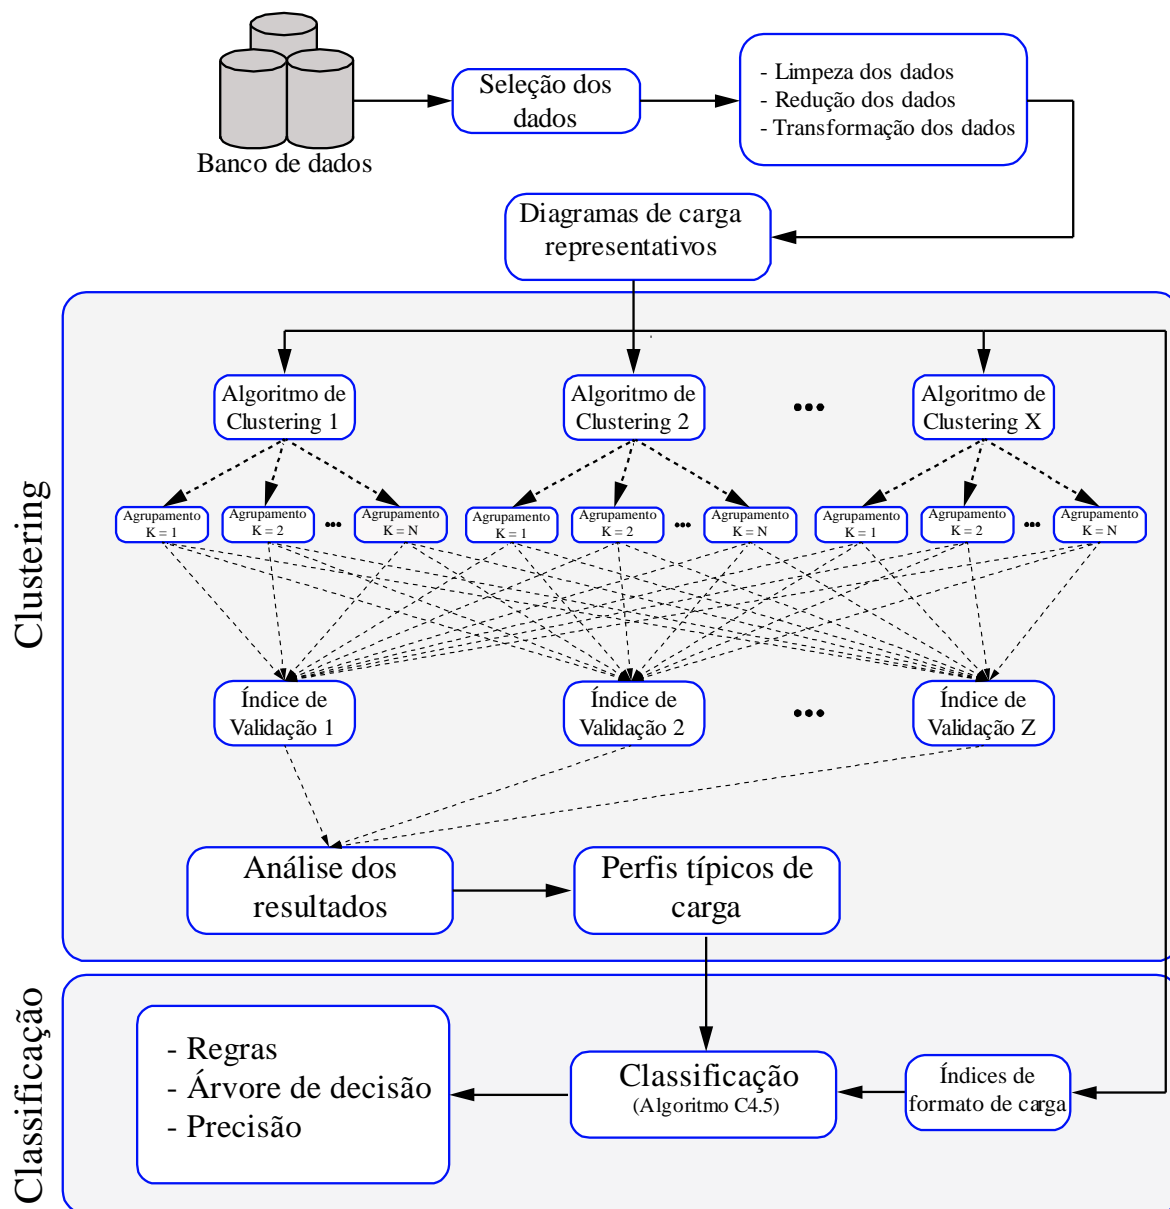 Banco de dados
Seleção dos
dados
- Limpeza dos dados
- Redução dos dados
- Transformação dos dados
Diagramas de carga
representativos
Clustering
Algoritmo de
Clustering 1
Algoritmo de
Clustering 2
•••
Algoritmo de
Clustering X
Agrupamento
K = 1
Agrupamento
K = 2
•••
Agrupamento
K = N
Agrupamento
K = 1
Agrupamento
K = 2
•••
Agrupamento
K = N
Agrupamento
K = 1
Agrupamento
K = 2
•••
Agrupamento
K = N
Índice de
Validação 1
Índice de
Validação 2
•••
Índice de
Validação Z
Análise dos
resultados
Perfis típicos de
carga
Classificação
- Regras
- Árvore de decisão
- Precisão
Classificação
(Algoritmo C4.5)
Índices de
formato de carga